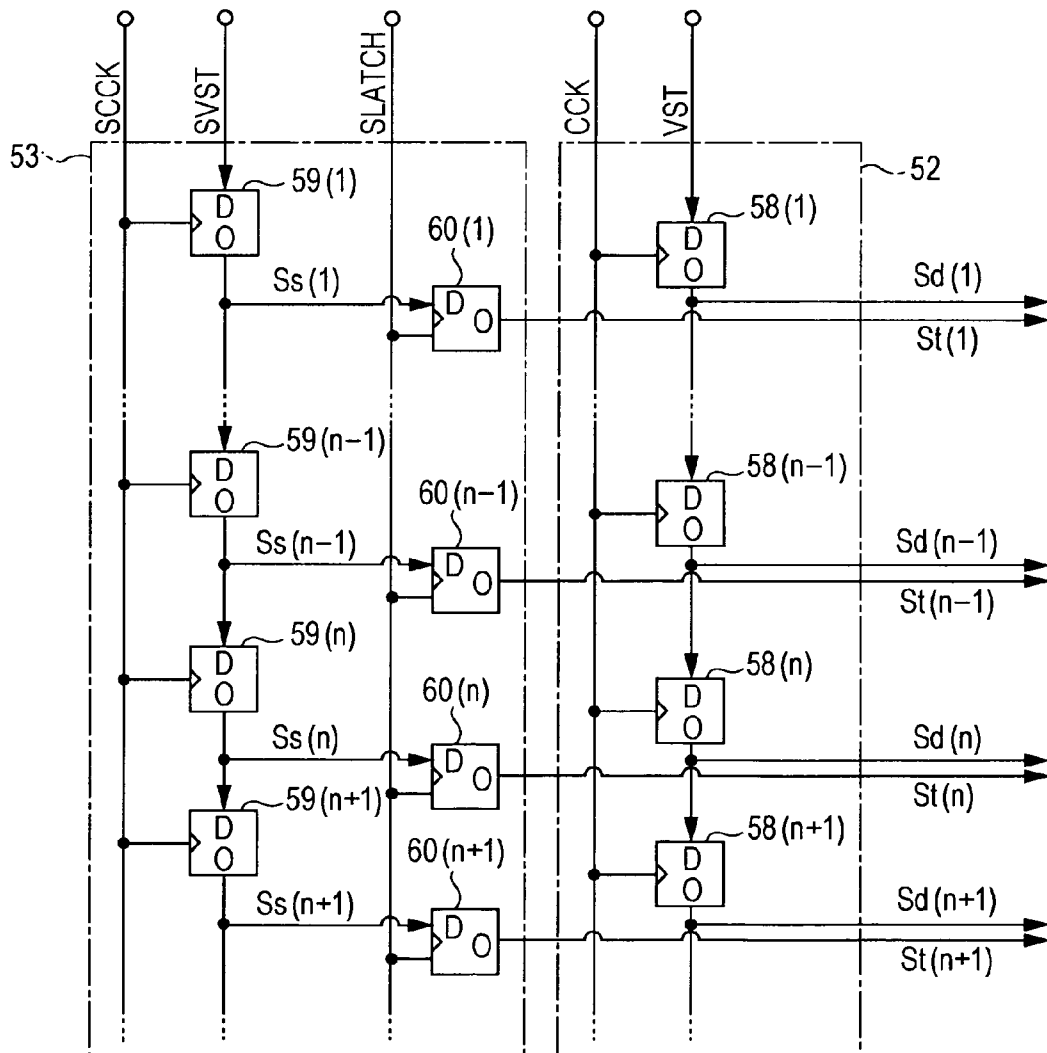 SCCK SVST SLATCH CCK VST
53 52
59(1) 58(1)
D D
O O
60(1)
Ss(1) D O Sd(1)
St(1)
59(n−1) 58(n−1)
D D
O O
60(n−1)
Ss(n−1) D O Sd(n−1)
St(n−1)
59(n) 58(n)
D D
O O
60(n)
Ss(n) D O Sd(n)
St(n)
59(n+1) 58(n+1)
D D
O O
60(n+1)
Ss(n+1) D O Sd(n+1)
St(n+1)